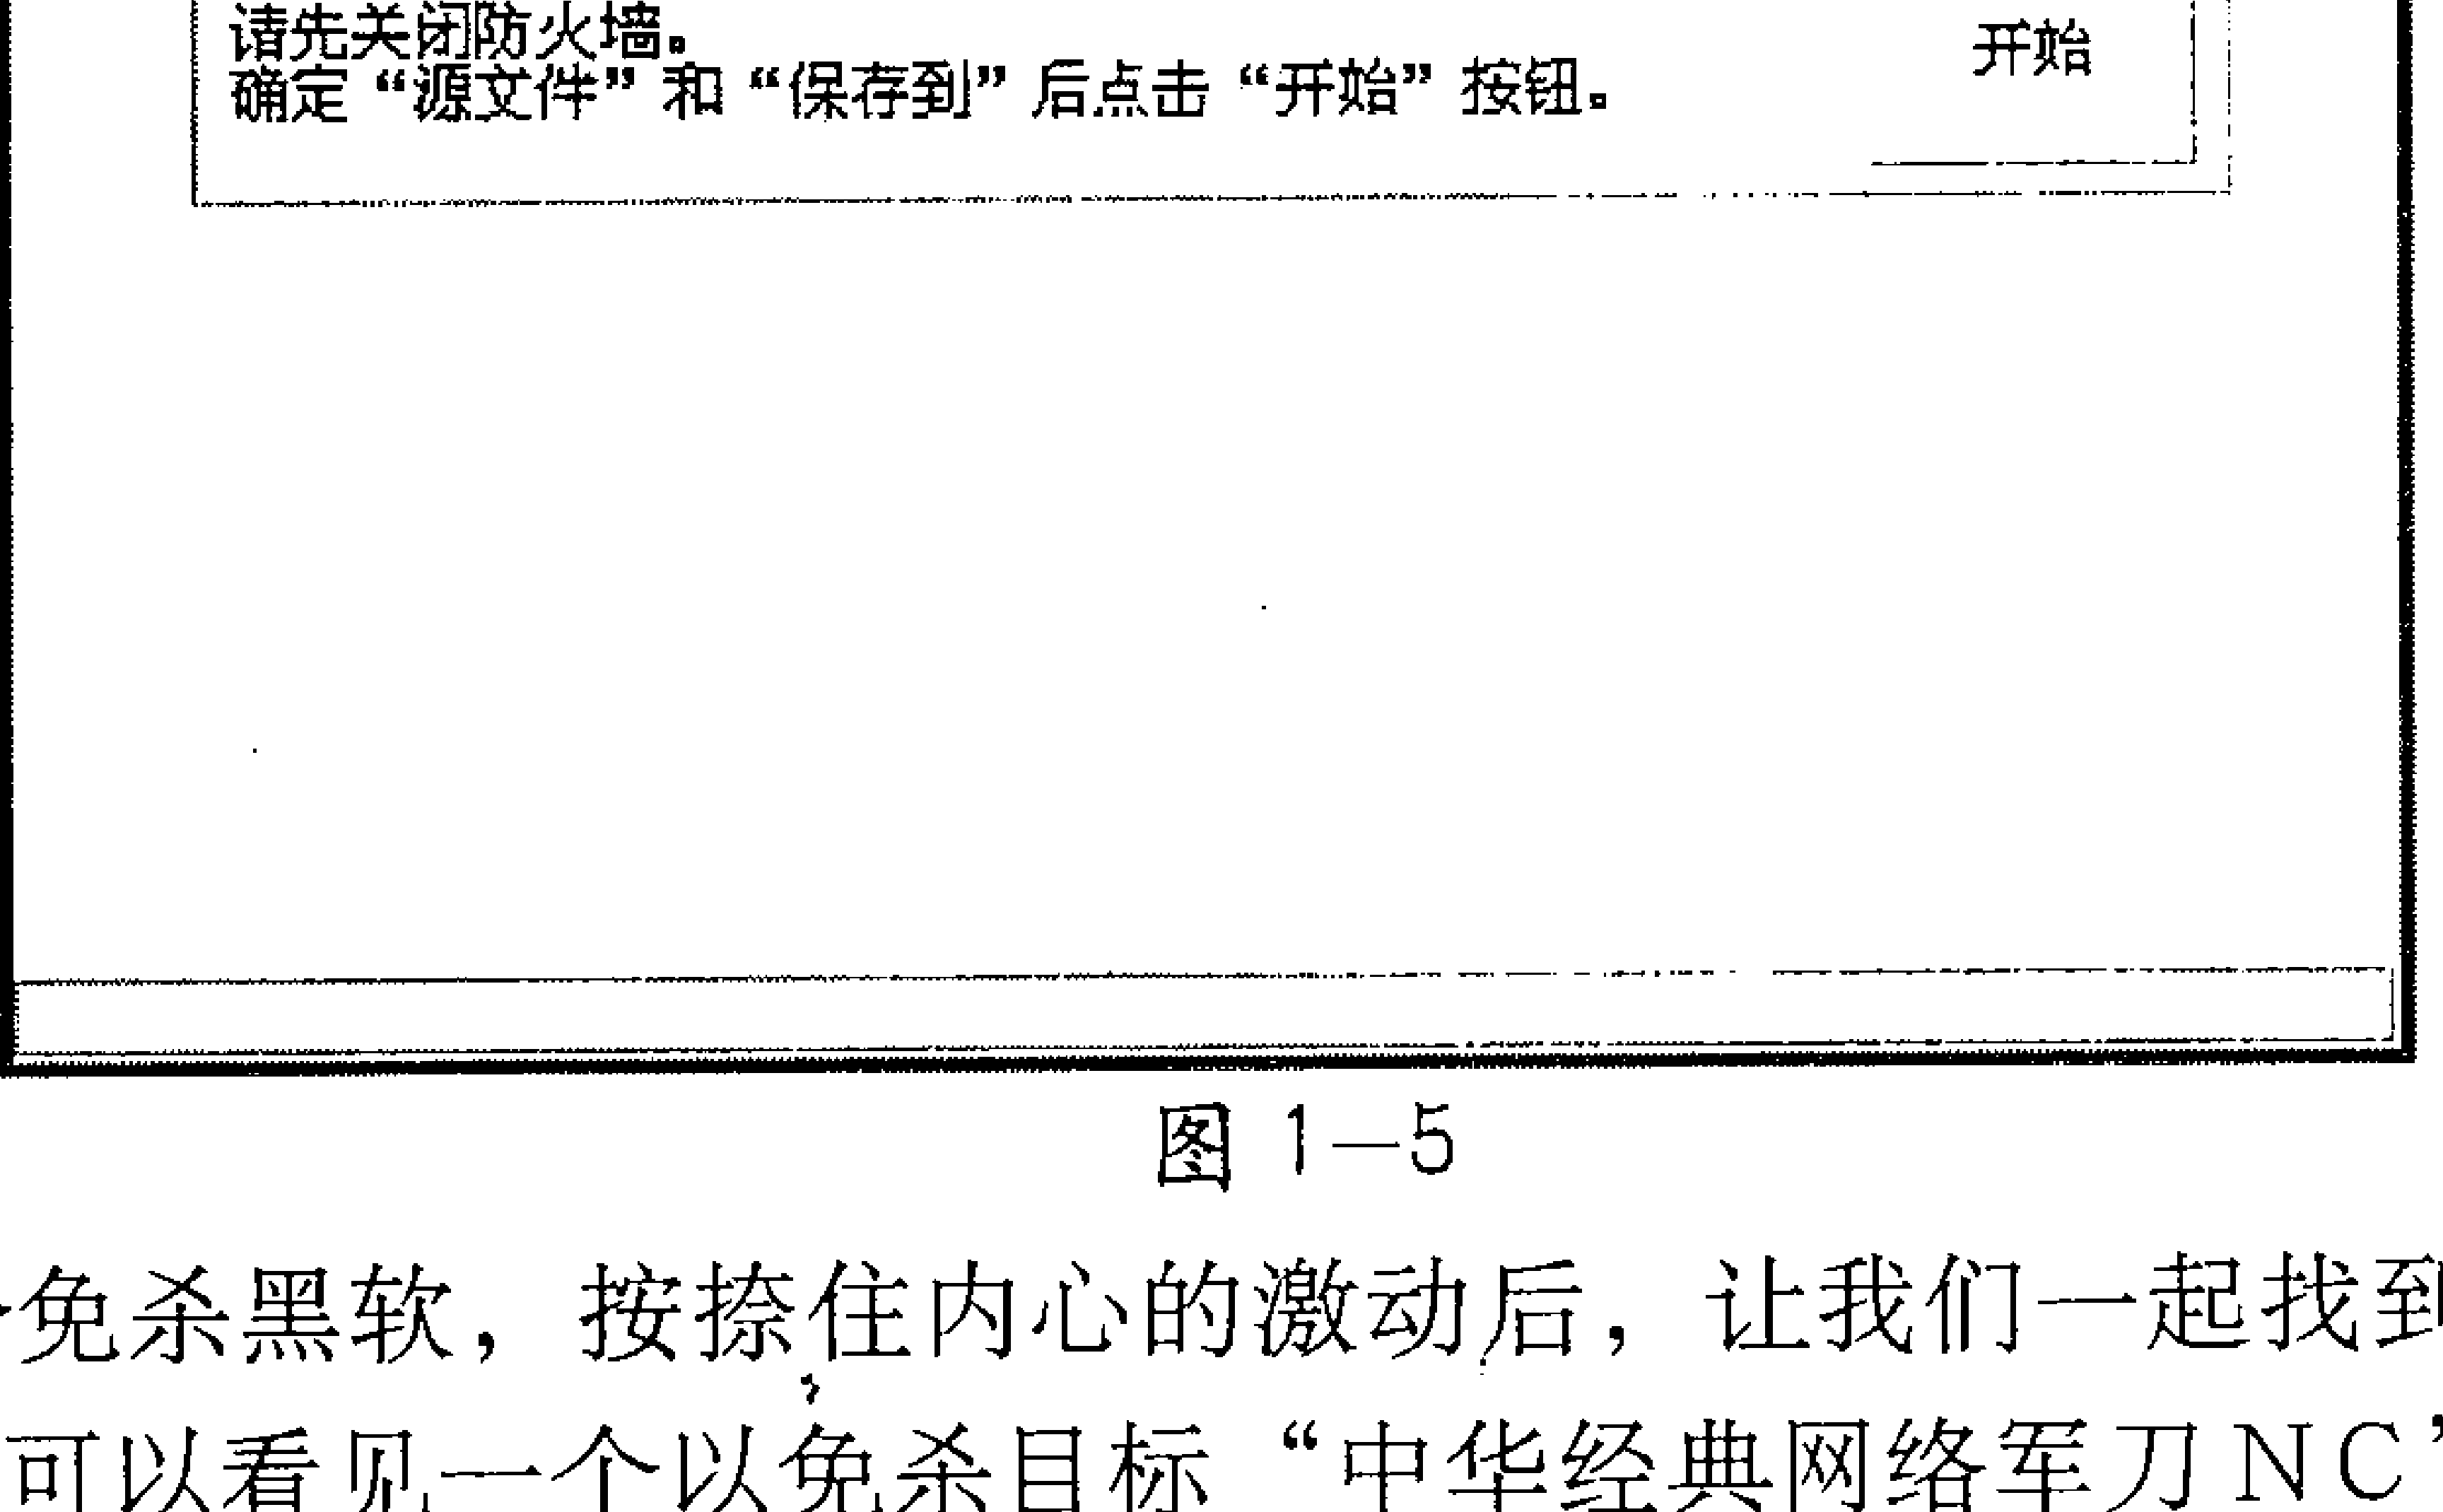 请先关闭防火墙。
开始
确定“源文件”和“保存到”后点击“开始”按钮。
图 1—5
免杀黑软，按捺住内心的激动后，让我们一起找到
可以看见一个以免杀目标“中华经典网络军刀NC”